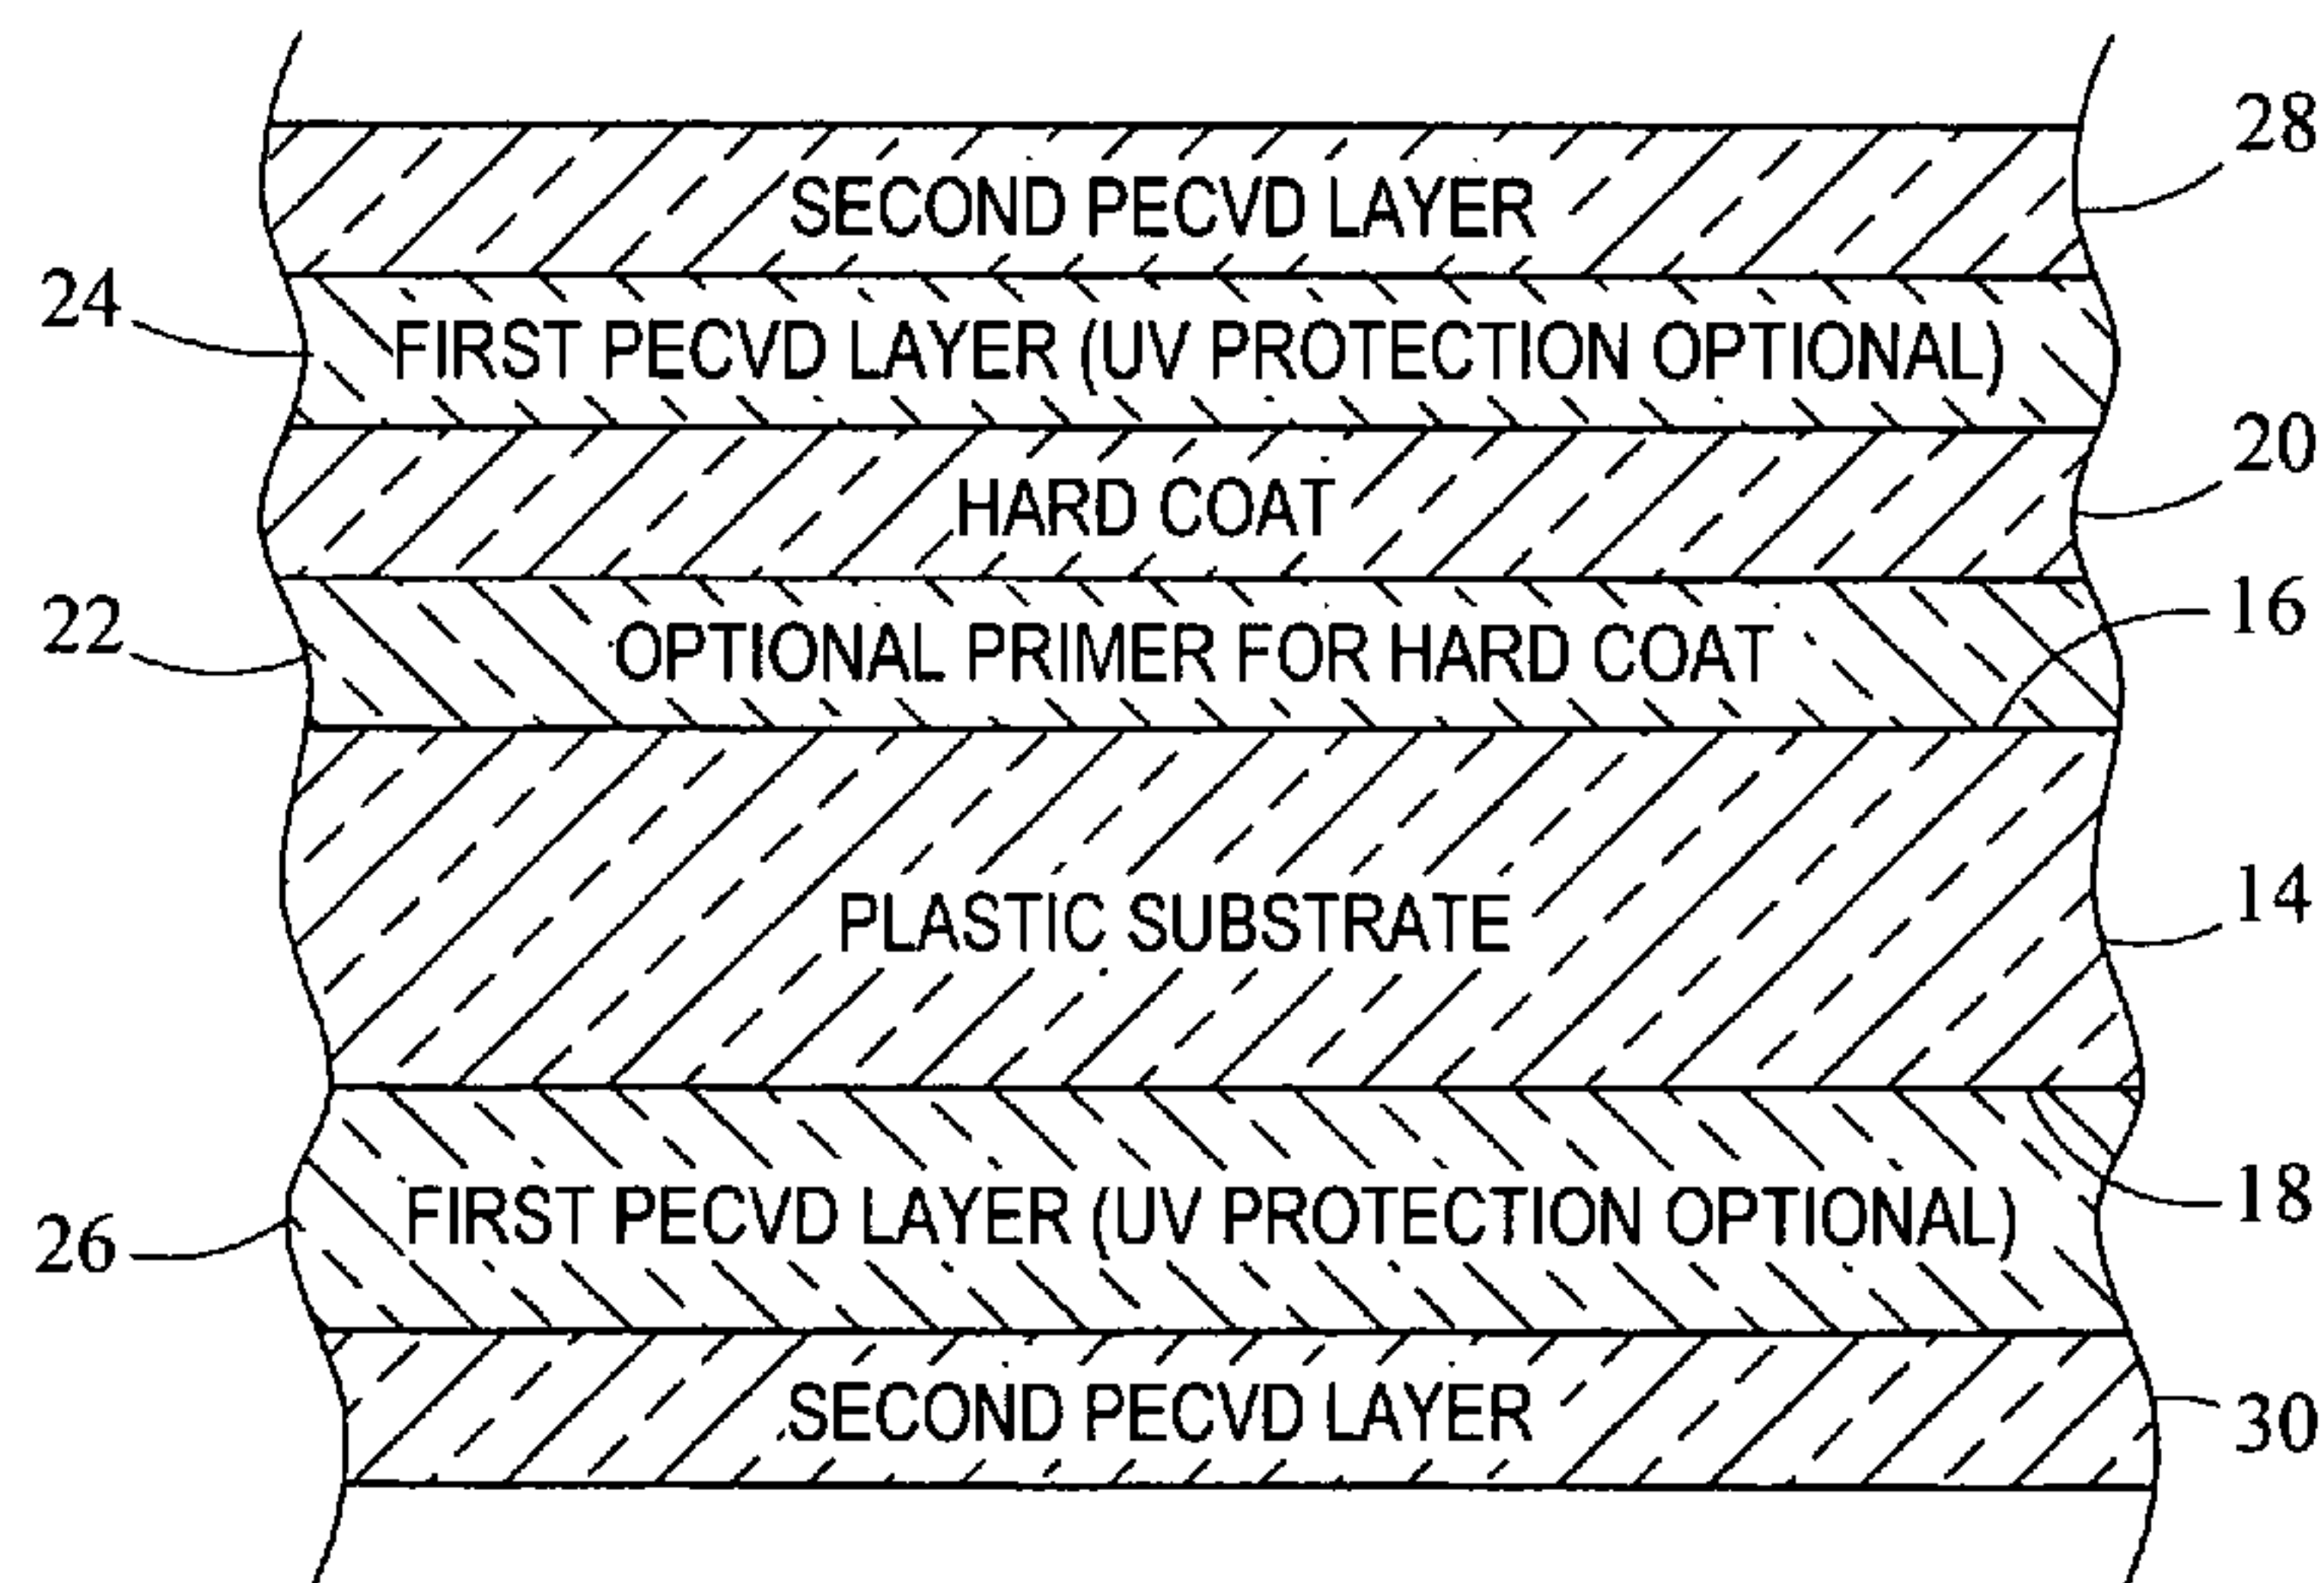 28
SECOND PECVD LAYER
24
FIRST PECVD LAYER (UV PROTECTION OPTIONAL)
20
HARD COAT
16
22
OPTIONAL PRIMER FOR HARD COAT
14
PLASTIC SUBSTRATE
18
26
FIRST PECVD LAYER (UV PROTECTION OPTIONAL)
SECOND PECVD LAYER
30